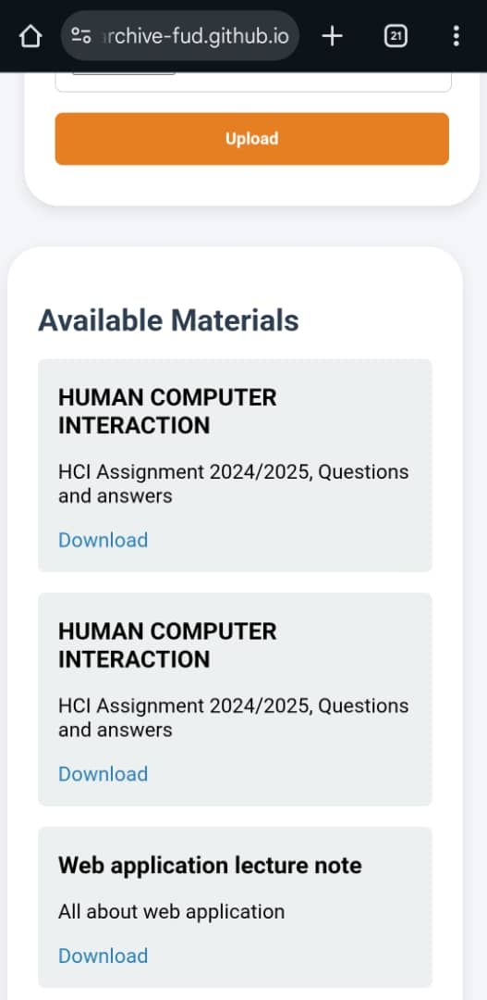 rchive-fud.github.io
21
Upload
Available Materials
HUMAN COMPUTER
INTERACTION
HCI Assignment 2024/2025, Questions
and answers
Download
HUMAN COMPUTER
INTERACTION
HCI Assignment 2024/2025, Questions
and answers
Download
Web application lecture note
All about web application
Download